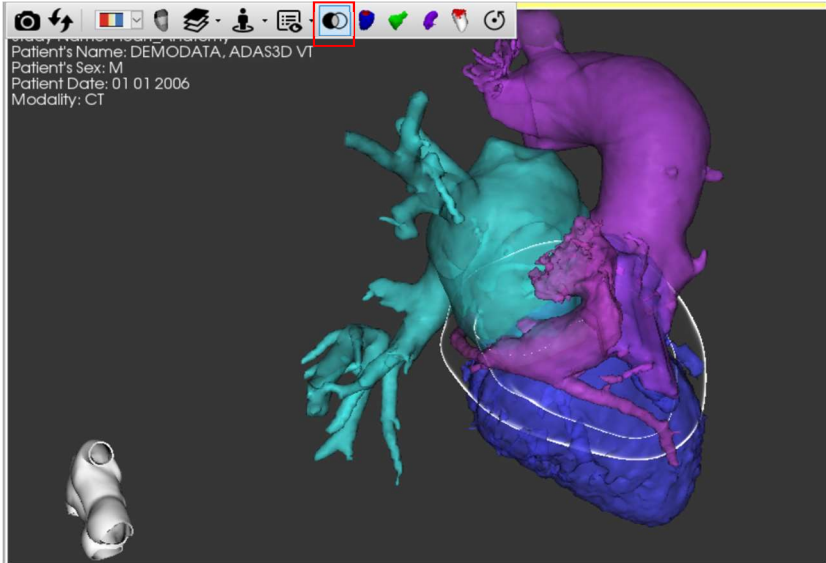 Patient's Name: DEMODATA, ADAS3D VT
Patient's Sex: M
Patient Date: 01 01 2006
Modality: CT